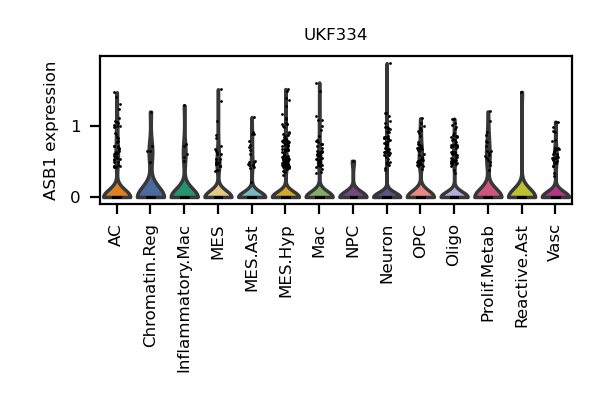 UKF334
ASB1 expression
1
0
AC
Chromatin.Reg
Inflammatory.Mac
MES
MES.Ast
MES.Hyp
Mac
NPC
Neuron
OPC
Oligo
Prolif.Metab
Reactive.Ast
Vasc